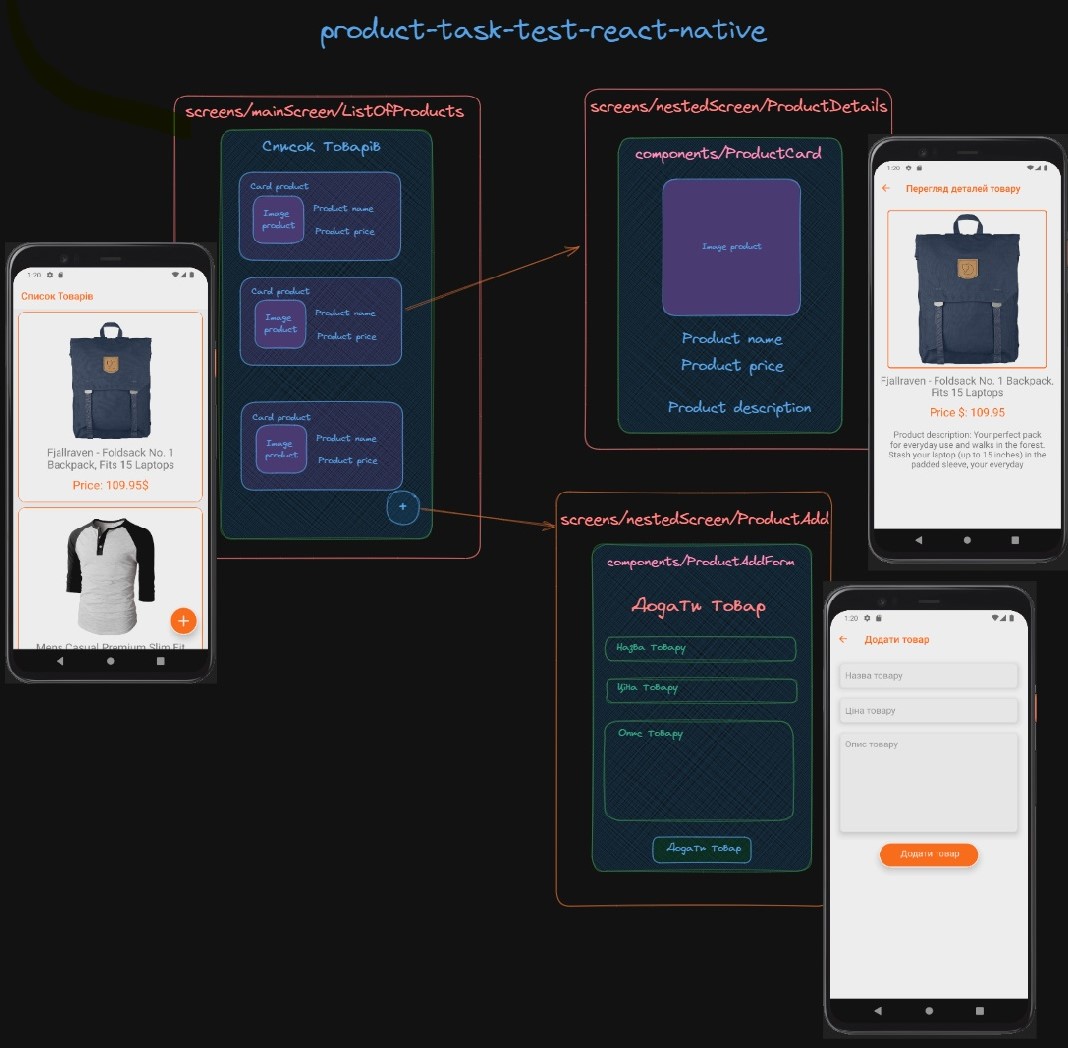 product-task-test-react-native
screens/mainScreen/ListOfProducts
Список Товарів
Card product
Image
product
Product name
Product price
Card product
Image
product
Product name
Product price
Card product
Image
product
Product name
Product price
+
1:20
Список Товарів
Fjallraven - Foldsack No. 1
Backpack, Fits 15 Laptops
Price: 109.95$
Mens Casual Premium Slim Fit
+
screens/nestedScreen/ProductDetails
components/ProductCard
Image product
Product name
Product price
Product description
1:20
Перегляд деталей товару
Fjallraven - Foldsack No. 1 Backpack,
Fits 15 Laptops
Price $: 109.95
Product description: Your perfect pack
for everyday use and walks in the forest.
Stash your laptop (up to 15 inches) in the
padded sleeve, your everyday
screens/nestedScreen/ProductAdd
components/ProductAddForm
Додати товар
Назва товару
Ціна товару
Опис товару
Додати товар
1:20
Додати товар
Назва товару
Ціна товару
Опис товару
Додати товар